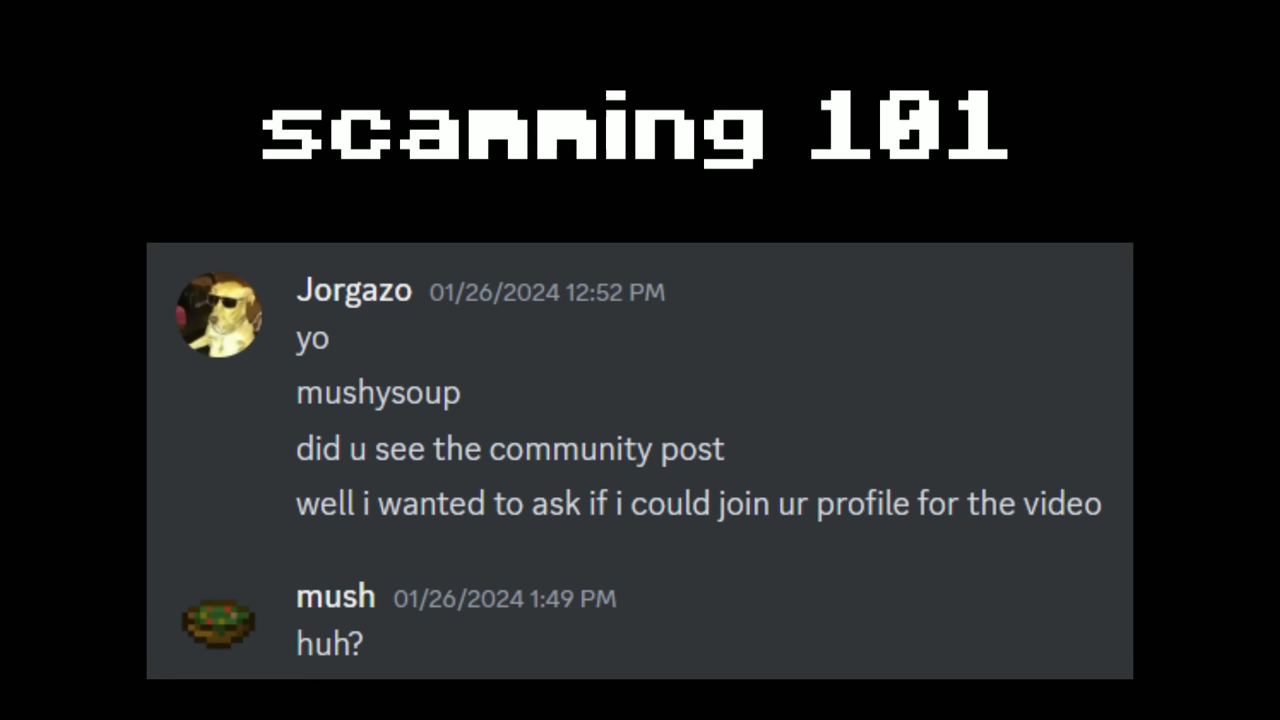 scanning 101
Jorgazo 01/26/2024 12:52 PM
yo
mushysoup
did u see the community post
well i wanted to ask if i could join ur profile for the video
mush 01/26/2024 1:49 PM
huh?